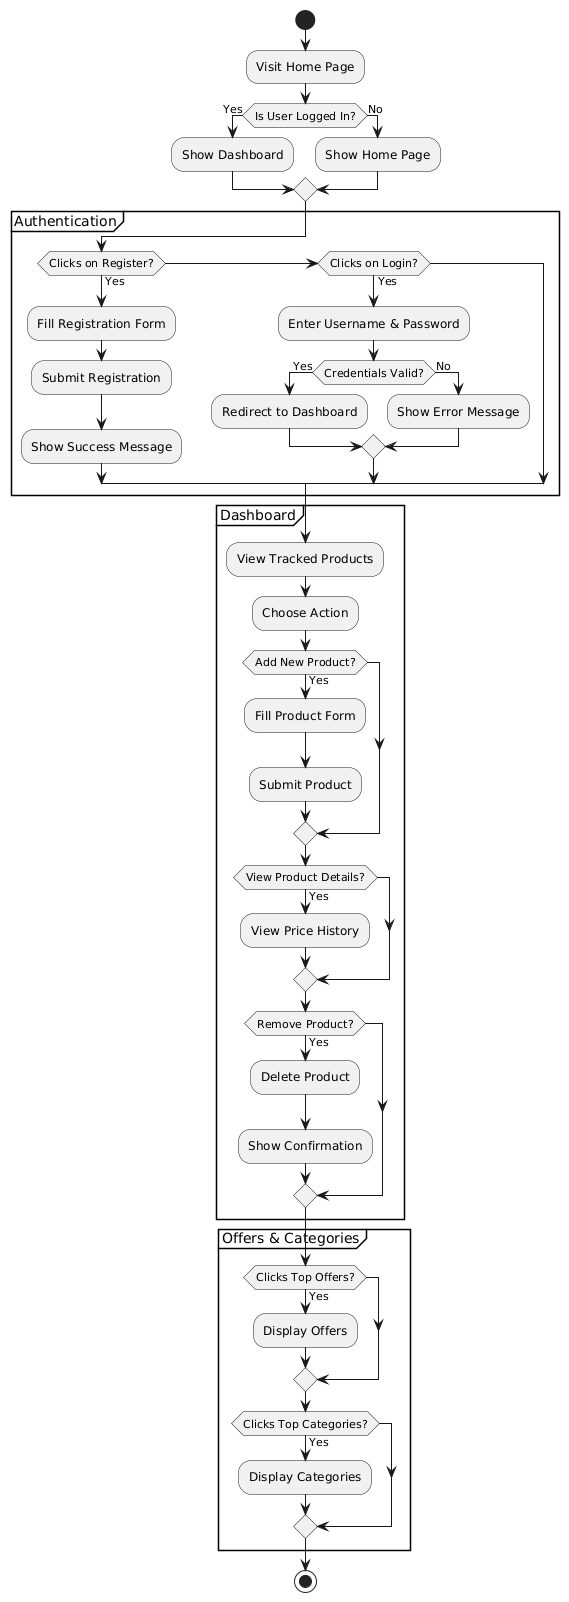 Visit Home Page
Is User Logged In?
Yes
No
Show Dashboard
Show Home Page
Authentication
Clicks on Register?
Clicks on Login?
Yes
Yes
Fill Registration Form
Enter Username & Password
Submit Registration
Credentials Valid?
Yes
No
Redirect to Dashboard
Show Error Message
Show Success Message
Dashboard
View Tracked Products
Choose Action
Add New Product?
Yes
Fill Product Form
Submit Product
View Product Details?
Yes
View Price History
Remove Product?
Yes
Delete Product
Show Confirmation
Offers & Categories
Clicks Top Offers?
Yes
Display Offers
Clicks Top Categories?
Yes
Display Categories